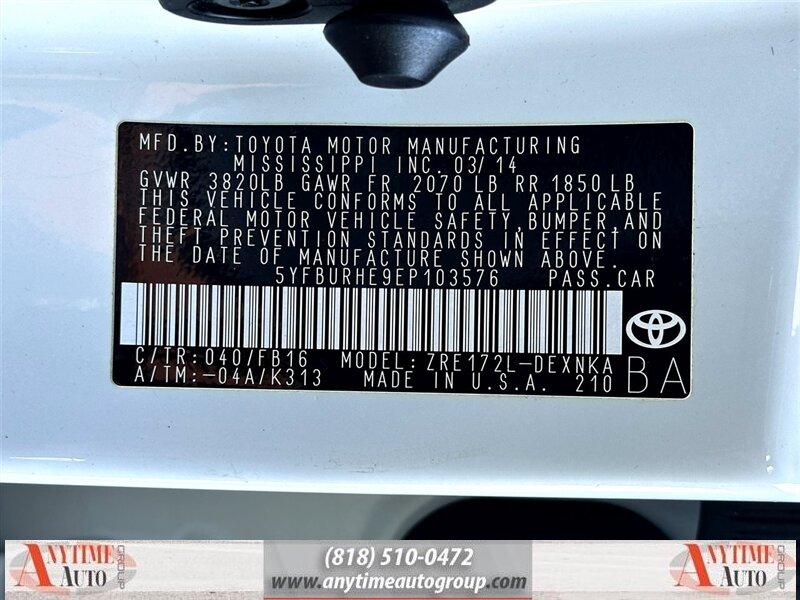 MFD.BY:TOYOTA MOTOR MANUFACTURING
MISSISSIPPI INC. 03/14
GVWR 3820LB GAWR FR 2070 LB RR 1850 LB
THIS VEHICLE CONFORMS TO ALL APPLICABLE
FEDERAL MOTOR VEHICLE SAFETY,BUMPER,AND
THEFT PREVENTION STANDARDS IN EFFECT ON
THE DATE OF MANUFACTURE SHOWN ABOVE.
5YFBURHE9EP103576 PASS.CAR
C/TR: 040/FB16 MODEL: ZRE172L-DEXNKA
A/TM:-04A/K313 MADE IN U.S.A. 210
BA
ANYTIME AUTO GROUP
(818) 510-0472
www.anytimeautogroup.com
ANYTIME AUTO GROUP